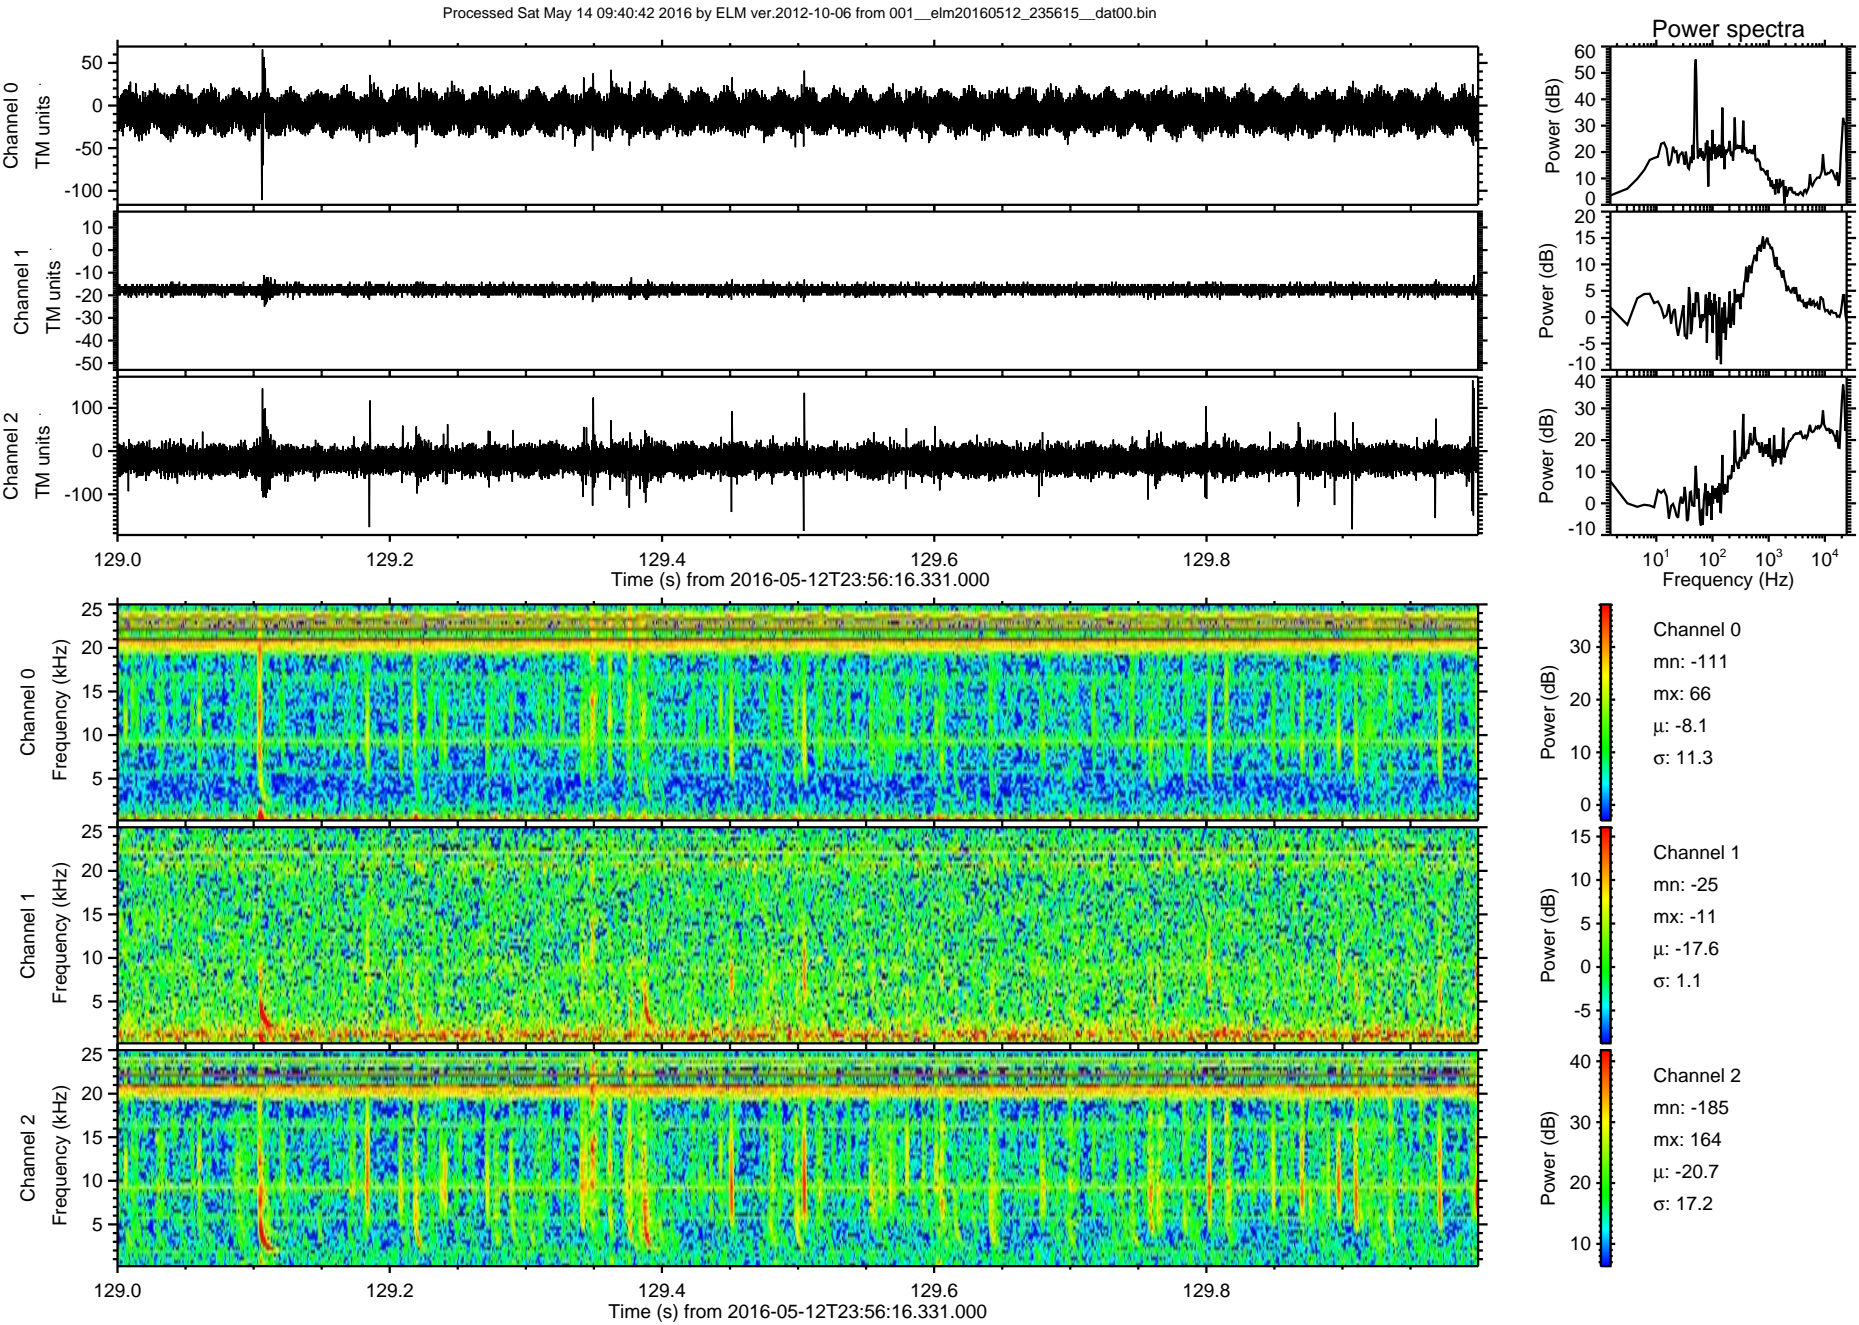 Processed Sat May 14 09:40:42 2016 by ELM ver.2012-10-06 from 001__elm20160512_235615__dat00.bin
Power spectra
Channel 0
TM units
50
0
-50
-100
Power (dB)
60
50
40
30
20
10
0
Channel 1
TM units
10
0
-10
-20
-30
-40
-50
Power (dB)
20
15
10
5
0
-5
-10
Channel 2
TM units
100
0
-100
Power (dB)
40
30
20
10
0
-10
129.0 129.2 129.4 129.6 129.8
Time (s) from 2016-05-12T23:56:16.331.000
10^1 10^2 10^3 10^4
Frequency (Hz)
Channel 0
Frequency (kHz)
25
20
15
10
5
Power (dB)
30
20
10
0
Channel 0
mn: -111
mx: 66
μ: -8.1
σ: 11.3
Channel 1
Frequency (kHz)
25
20
15
10
5
Power (dB)
15
10
5
0
-5
Channel 1
mn: -25
mx: -11
μ: -17.6
σ: 1.1
Channel 2
Frequency (kHz)
25
20
15
10
5
Power (dB)
40
30
20
10
Channel 2
mn: -185
mx: 164
μ: -20.7
σ: 17.2
129.0 129.2 129.4 129.6 129.8
Time (s) from 2016-05-12T23:56:16.331.000